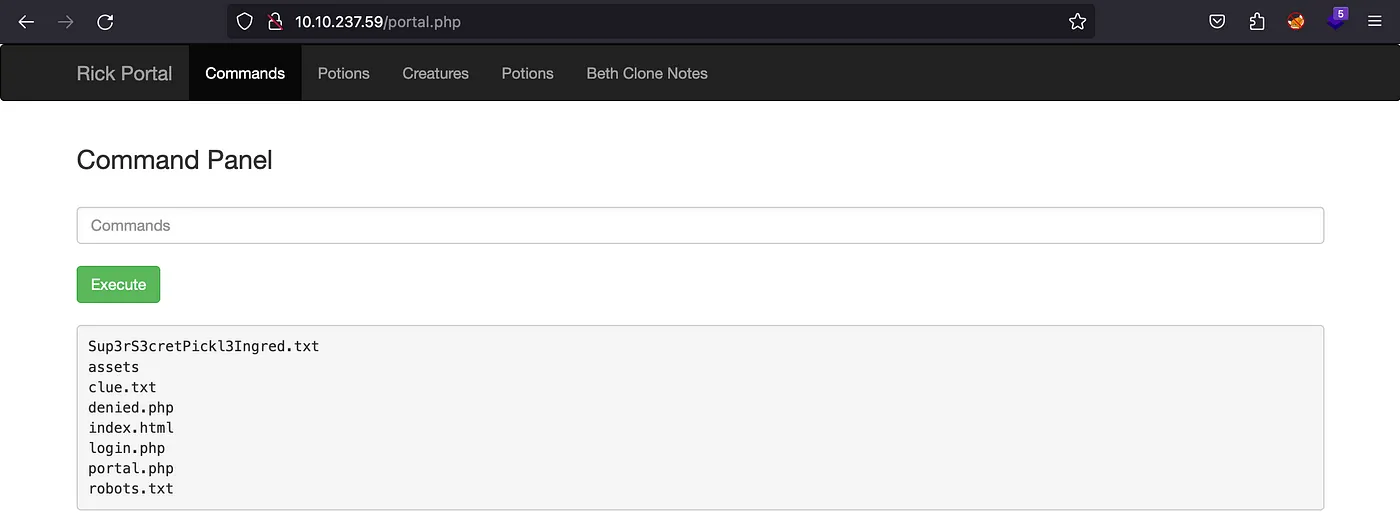 10.10.237.59/portal.php
5
Rick Portal Commands Potions Creatures Potions Beth Clone Notes
Command Panel
Commands
Execute
Sup3rS3cretPickl3Ingred.txt
assets
clue.txt
denied.php
index.html
login.php
portal.php
robots.txt